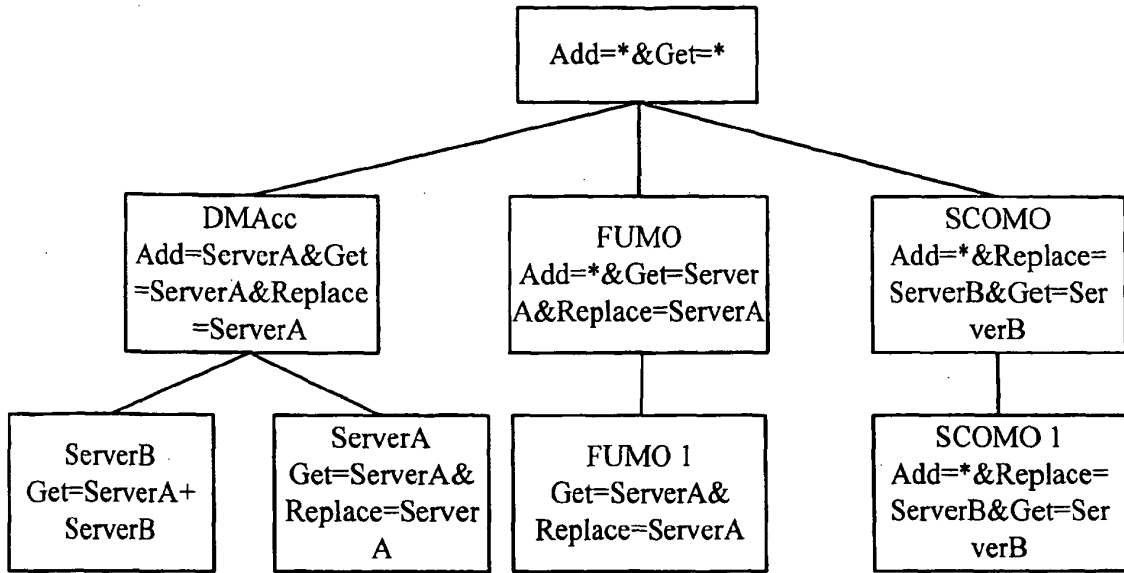 Add=*&Get=*
DMAcc
Add=ServerA&Get
=ServerA&Replace
=ServerA
FUMO
Add=*&Get=Server
A&Replace=ServerA
SCOMO
Add=*&Replace=
ServerB&Get=Ser
verB
ServerB
Get=ServerA+
ServerB
ServerA
Get=ServerA&
Replace=Server
A
FUMO 1
Get=ServerA&
Replace=ServerA
SCOMO 1
Add=*&Replace=
ServerB&Get=Ser
verB